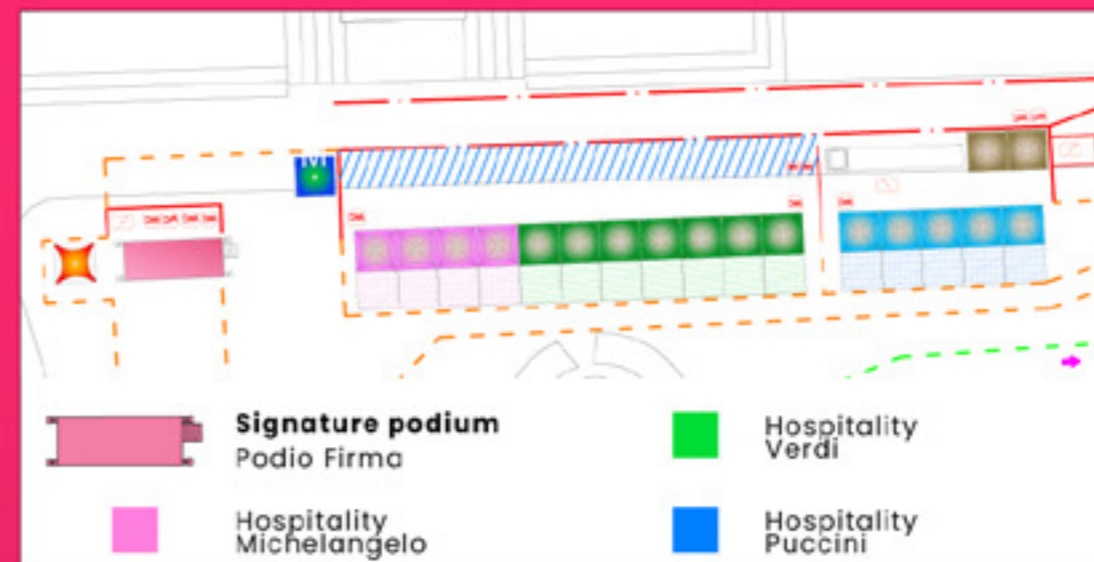 Signature podium
Podio Firma
Hospitality
Verdi
Hospitality
Michelangelo
Hospitality
Puccini